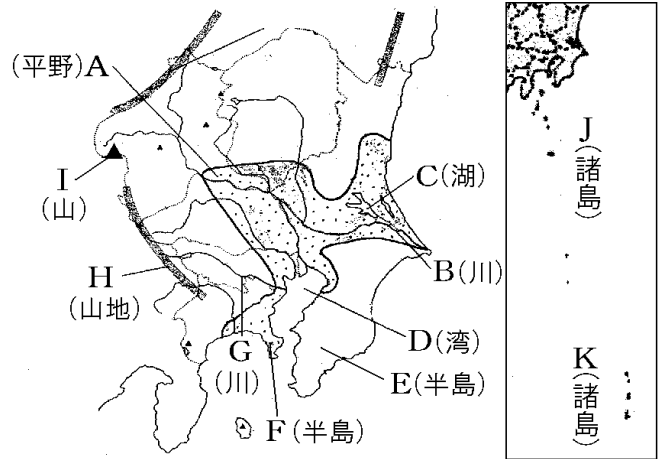 (平野)A
I
(山)
H
(山地)
G
(川)
F(半島)
E(半島)
D(湾)
B(川)
C(湖)
J
(諸島)
K
(諸島)